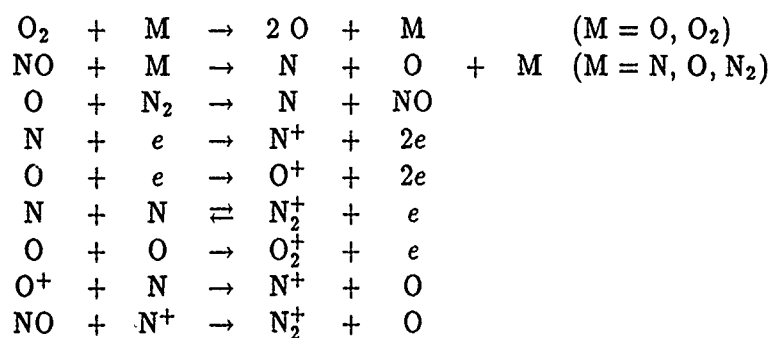 O₂ + M → 2 O + M (M = O, O₂)
NO + M → N + O + M (M = N, O, N₂)
O + N₂ → N + NO
N + e → N⁺ + 2e
O + e → O⁺ + 2e
N + N ⇄ N₂⁺ + e
O + O → O₂⁺ + e
O⁺ + N → N⁺ + O
NO + N⁺ → N₂⁺ + O